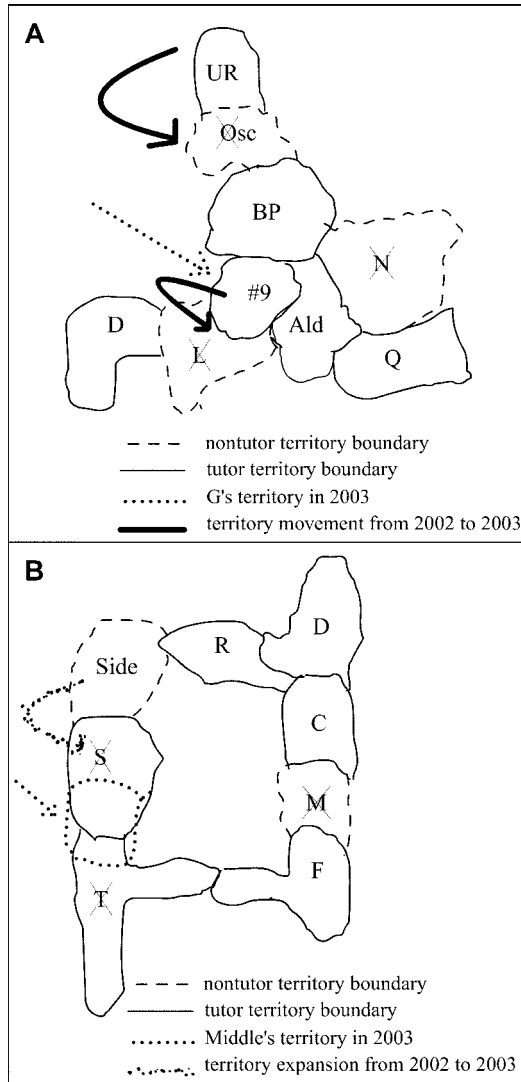 A
UR
Osc
BP
N
#9
D
Ald
L
Q
nontutor territory boundary
tutor territory boundary
G's territory in 2003
territory movement from 2002 to 2003
B
D
R
Side
C
S
M
F
T
nontutor territory boundary
tutor territory boundary
Middle's territory in 2003
territory expansion from 2002 to 2003